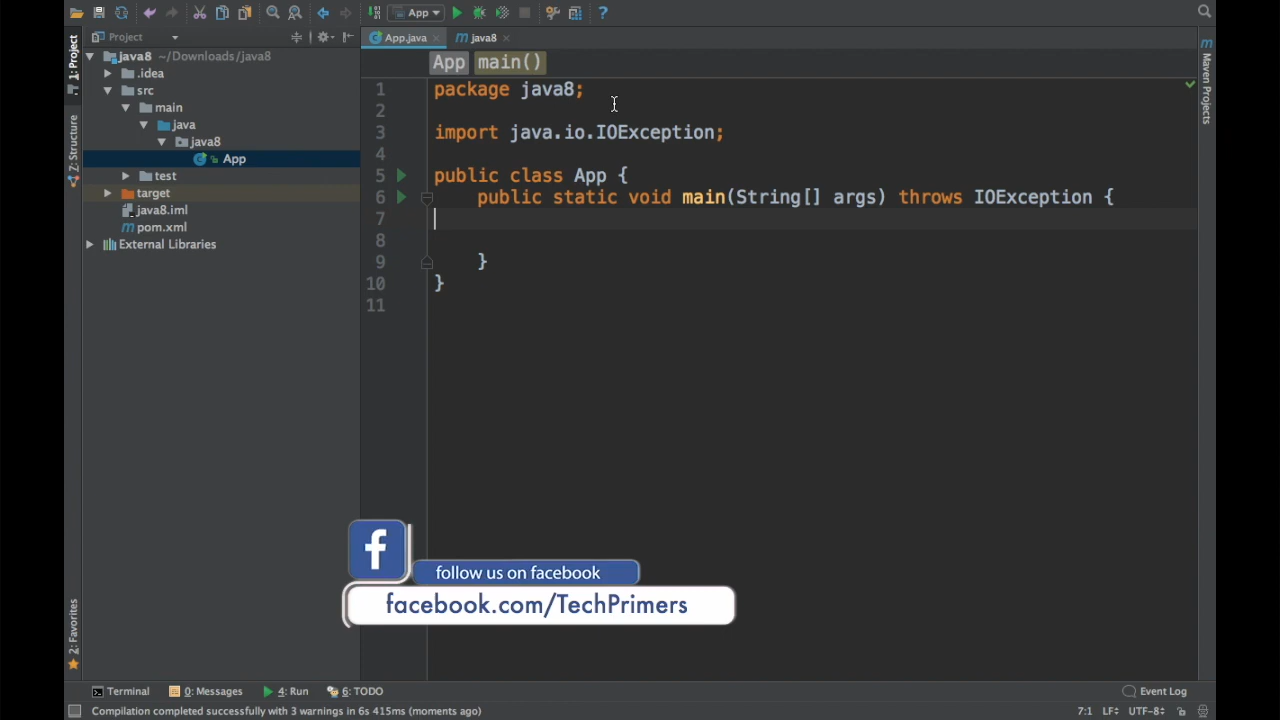 App
Project
App.java
java8
App main()
java8 ~/Downloads/java8
.idea
src
main
java
java8
App
test
target
java8.iml
pom.xml
External Libraries
1: Project
7: Structure
2: Favorites
Maven Projects
1 package java8;
2
3 import java.io.IOException;
4
5 public class App {
6 public static void main(String[] args) throws IOException {
7
8
9 }
10 }
11
f
follow us on facebook
facebook.com/TechPrimers
Terminal 0: Messages 4: Run 6: TODO Event Log
Compilation completed successfully with 3 warnings in 6s 415ms (moments ago) 7:1 LF UTF-8